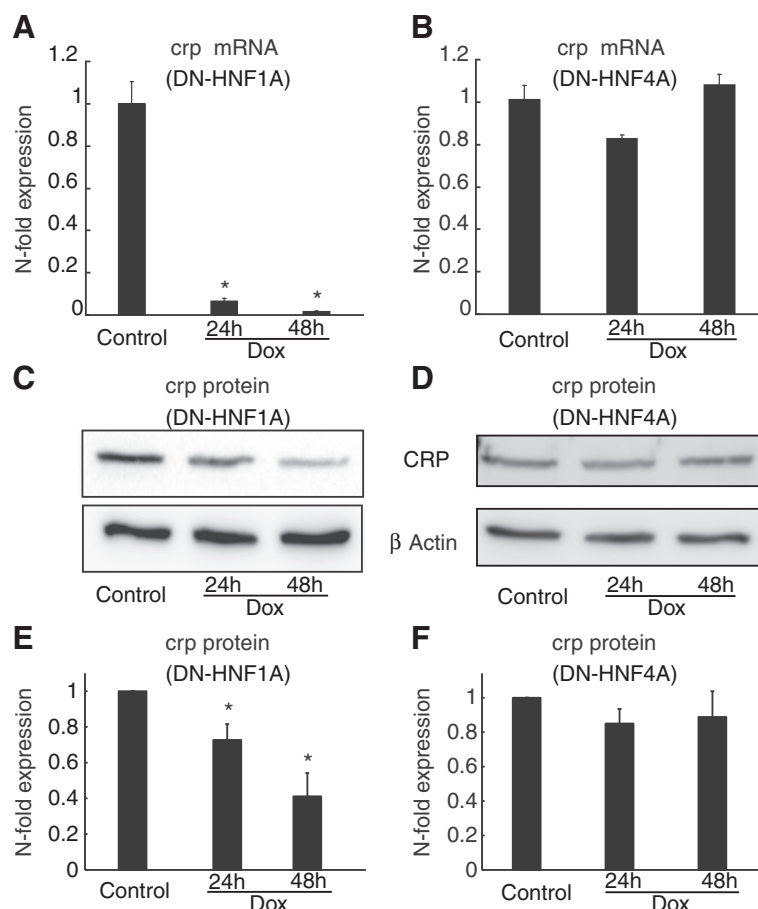 A
crp mRNA
(DN-HNF1A)
N-fold expression
1.2
1
0.8
0.6
0.4
0.2
0
*
*
Control
24h
48h
Dox
B
crp mRNA
(DN-HNF4A)
N-fold expression
1.2
1
0.8
0.6
0.4
0.2
0
Control
24h
48h
Dox
C
crp protein
(DN-HNF1A)
Control
24h
48h
Dox
D
crp protein
(DN-HNF4A)
CRP
β Actin
Control
24h
48h
Dox
E
crp protein
(DN-HNF1A)
N-fold expression
1
0.8
0.6
0.4
0.2
0
*
*
Control
24h
48h
Dox
F
crp protein
(DN-HNF4A)
N-fold expression
1
0.8
0.6
0.4
0.2
0
Control
24h
48h
Dox